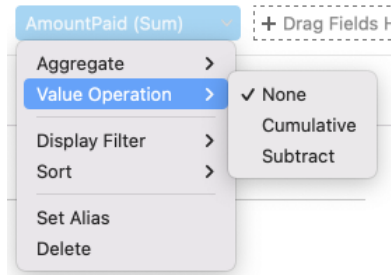 AmountPaid (Sum)
+ Drag Fields H
Aggregate
Value Operation
✓ None
Cumulative
Subtract
Display Filter
Sort
Set Alias
Delete